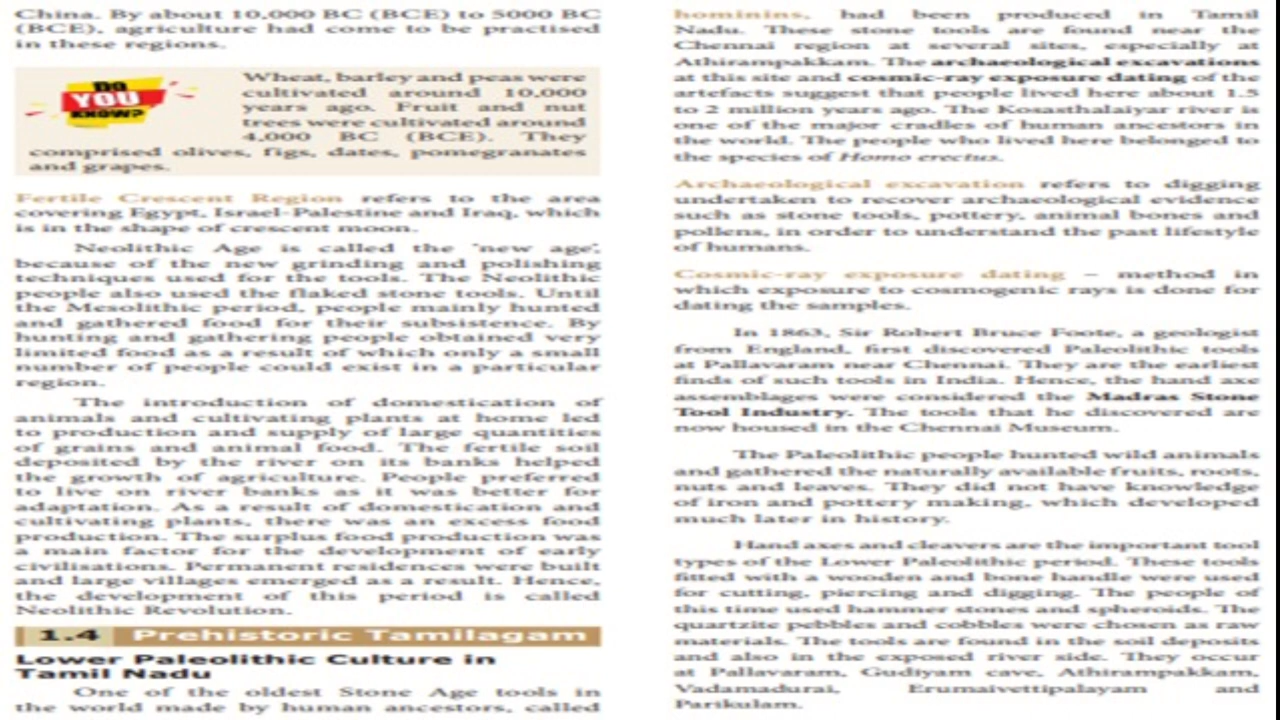 China. By about 10,000 BC (BCE) to 5000 BC
(BCE), agriculture had come to be practised
in these regions.
DO
YOU
KNOW?
Wheat, barley and peas were
cultivated around 10,000
years ago. Fruit and nut
trees were cultivated around
4,000 BC (BCE). They
comprised olives, figs, dates, pomegranates
and grapes.
Fertile Crescent Region refers to the area
covering Egypt, Israel-Palestine and Iraq, which
is in the shape of crescent moon.
Neolithic Age is called the 'new age',
because of the new grinding and polishing
techniques used for the tools. The Neolithic
people also used the flaked stone tools. Until
the Mesolithic period, people mainly hunted
and gathered food for their subsistence. By
hunting and gathering people obtained very
limited food as a result of which only a small
number of people could exist in a particular
region.
The introduction of domestication of
animals and cultivating plants at home led
to production and supply of large quantities
of grains and animal food. The fertile soil
deposited by the river on its banks helped
the growth of agriculture. People preferred
to live on river banks as it was better for
adaptation. As a result of domestication and
cultivating plants, there was an excess food
production. The surplus food production was
a main factor for the development of early
civilisations. Permanent residences were built
and large villages emerged as a result. Hence,
the development of this period is called
Neolithic Revolution.
1.4 Prehistoric Tamilagam
Lower Paleolithic Culture in
Tamil Nadu
One of the oldest Stone Age tools in
the world made by human ancestors, called
hominins, had been produced in Tamil
Nadu. These stone tools are found near the
Chennai region at several sites, especially at
Athirampakkam. The archaeological excavations
at this site and cosmic-ray exposure dating of the
artefacts suggest that people lived here about 1.5
to 2 million years ago. The Kosasthalaiyar river is
one of the major cradles of human ancestors in
the world. The people who lived here belonged to
the species of Homo erectus.
Archaeological excavation refers to digging
undertaken to recover archaeological evidence
such as stone tools, pottery, animal bones and
pollens, in order to understand the past lifestyle
of humans.
Cosmic-ray exposure dating – method in
which exposure to cosmogenic rays is done for
dating the samples.
In 1863, Sir Robert Bruce Foote, a geologist
from England, first discovered Paleolithic tools
at Pallavaram near Chennai. They are the earliest
finds of such tools in India. Hence, the hand axe
assemblages were considered the Madras Stone
Tool Industry. The tools that he discovered are
now housed in the Chennai Museum.
The Paleolithic people hunted wild animals
and gathered the naturally available fruits, roots,
nuts and leaves. They did not have knowledge
of iron and pottery making, which developed
much later in history.
Hand axes and cleavers are the important tool
types of the Lower Paleolithic period. These tools
fitted with a wooden and bone handle were used
for cutting, piercing and digging. The people of
this time used hammer stones and spheroids. The
quartzite pebbles and cobbles were chosen as raw
materials. The tools are found in the soil deposits
and also in the exposed river side. They occur
at Pallavaram, Gudiyam cave, Athirampakkam,
Vadamadurai, Erumaivettipalayam and
Parikulam.